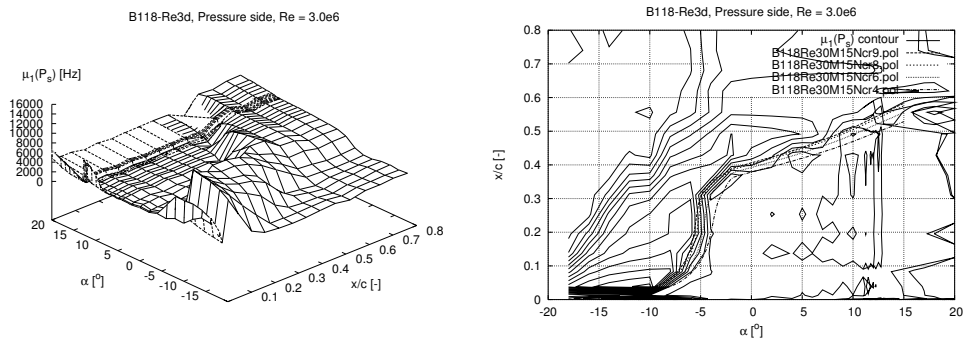 B118-Re3d, Pressure side, Re = 3.0e6
μ1(Ps) [Hz]
16000
14000
12000
10000
8000
6000
4000
2000
0
20
15
10
5
0
-5
-10
-15
α [°]
0.1
0.2
0.3
0.4
0.5
0.6
0.7
0.8
x/c [-]
B118-Re3d, Pressure side, Re = 3.0e6
μ1(Ps) contour
B118Re30M15Ncr9.pol
B118Re30M15Ncr8.pol
B118Re30M15Ncr6.pol
B118Re30M15Ncr4.pol
x/c [-]
0.8
0.7
0.6
0.5
0.4
0.3
0.2
0.1
0
-20 -15 -10 -5 0 5 10 15 20
α [°]